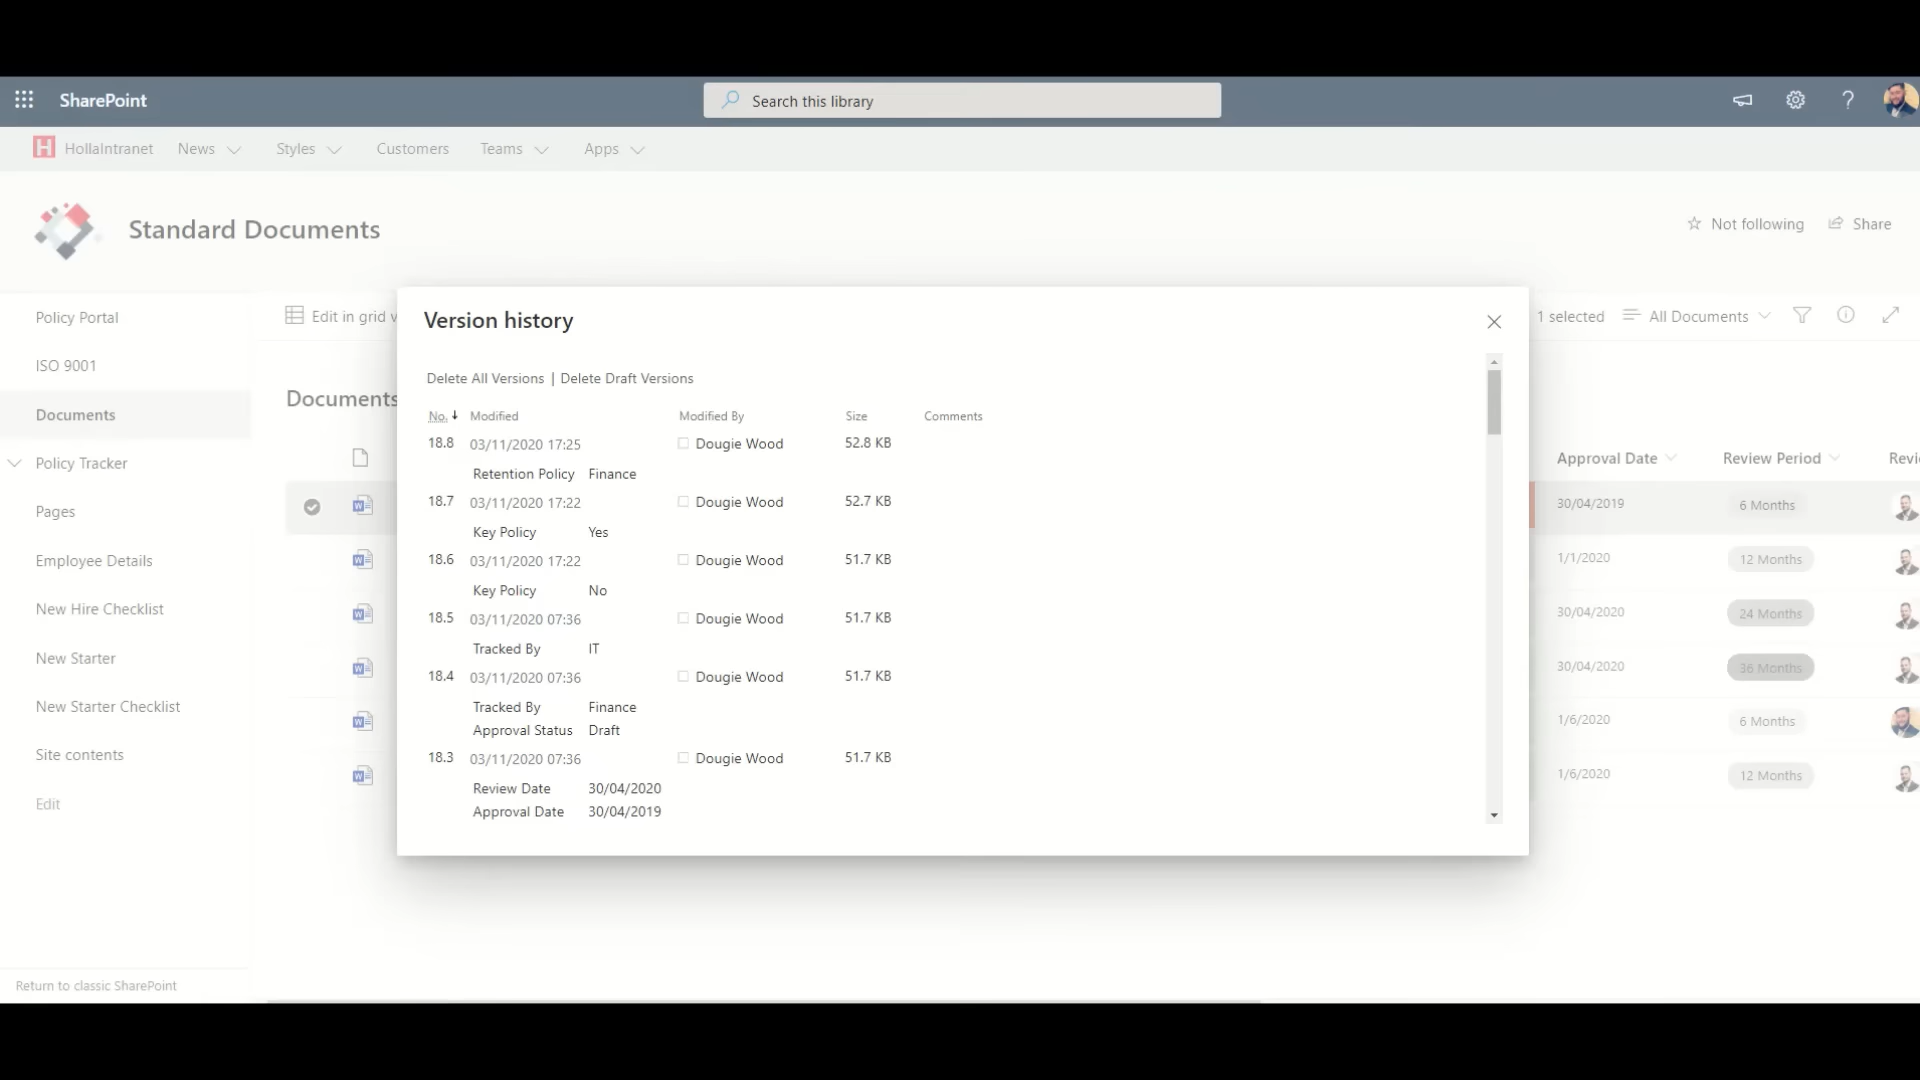 SharePoint
Search this library
?
H HollaIntranet News Styles Customers Teams Apps
Standard Documents
Not following Share
Policy Portal
ISO 9001
Documents
Policy Tracker
Pages
Employee Details
New Hire Checklist
New Starter
New Starter Checklist
Site contents
Edit
Return to classic SharePoint
Edit in grid v
1 selected All Documents
Documents
Version history
Delete All Versions | Delete Draft Versions
No. Modified Modified By Size Comments
18.8 03/11/2020 17:25 Dougie Wood 52.8 KB
Retention Policy Finance
18.7 03/11/2020 17:22 Dougie Wood 52.7 KB
Key Policy Yes
18.6 03/11/2020 17:22 Dougie Wood 51.7 KB
Key Policy No
18.5 03/11/2020 07:36 Dougie Wood 51.7 KB
Tracked By IT
18.4 03/11/2020 07:36 Dougie Wood 51.7 KB
Tracked By Finance
Approval Status Draft
18.3 03/11/2020 07:36 Dougie Wood 51.7 KB
Review Date 30/04/2020
Approval Date 30/04/2019
Approval Date Review Period Revi
30/04/2019 6 Months
1/1/2020 12 Months
30/04/2020 24 Months
30/04/2020 36 Months
1/6/2020 6 Months
1/6/2020 12 Months